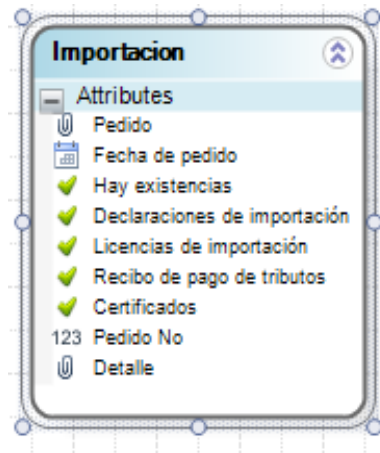 Importacion
Attributes
Pedido
Fecha de pedido
Hay existencias
Declaraciones de importación
Licencias de importación
Recibo de pago de tributos
Certificados
123 Pedido No
Detalle